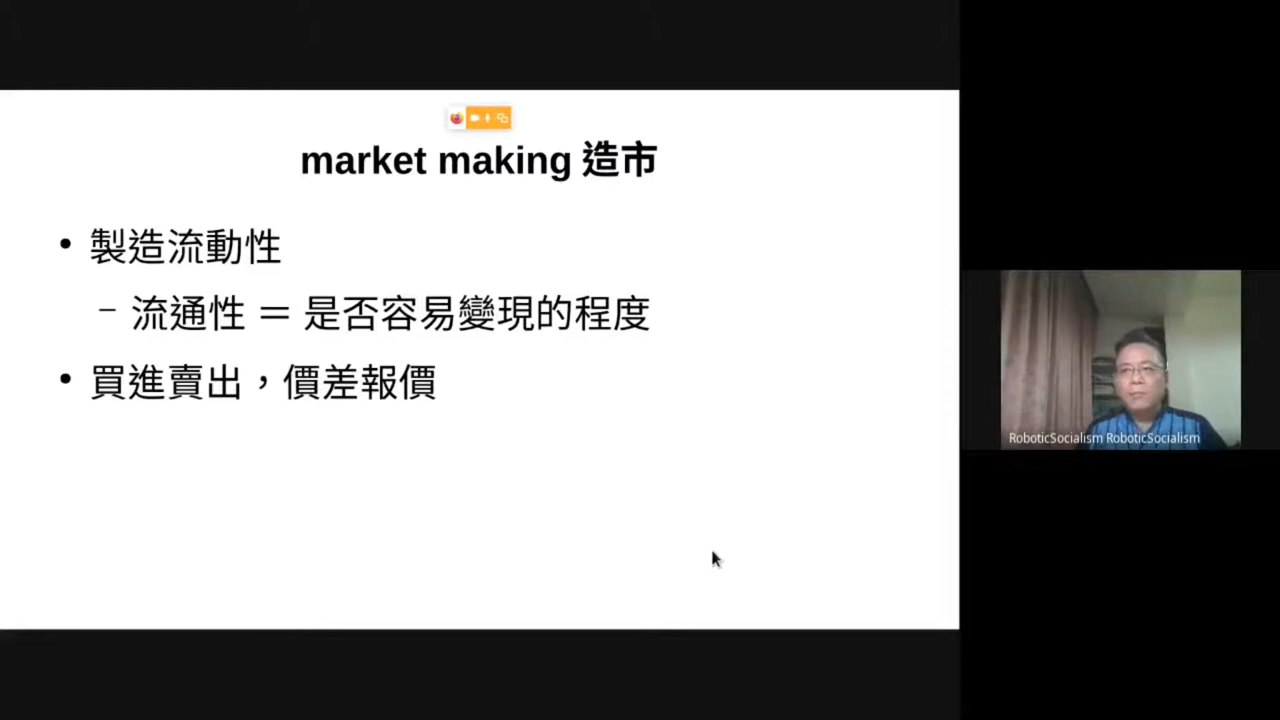 market making 造市
• 製造流動性
– 流通性 ＝ 是否容易變現的程度
• 買進賣出，價差報價
RoboticSocialism RoboticSocialism